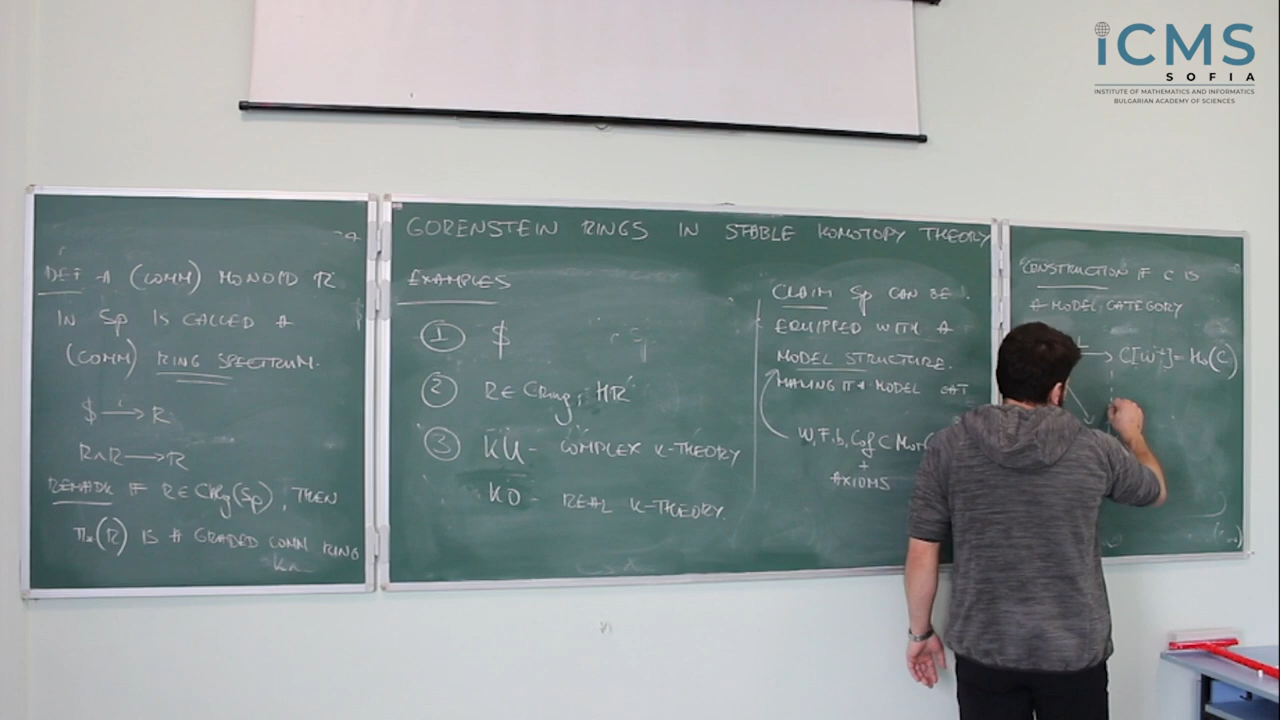 iCMS
SOFIA
INSTITUTE OF MATHEMATICS AND INFORMATICS
BULGARIAN ACADEMY OF SCIENCES
DEF A (COMM) MONOID R
IN Sp IS CALLED A
(COMM) RING SPECTRUM.
$ —i→ R
R∧R → R
REMARK IF R∈CRing(Sp), THEN
π*(R) IS A GRADED COMM RING
GORENSTEIN RINGS IN STABLE HOMOTOPY THEORY
EXAMPLES
① $
② R∈CRing, HR
③ KU - COMPLEX K-THEORY
KO - REAL K-THEORY.
CLAIM Sp CAN BE
EQUIPPED WITH A
MODEL STRUCTURE.
MAKING IT A MODEL CAT
W, Fib, Cof ⊂ Mor(
+
AXIOMS
CONSTRUCTION IF C IS
A MODEL CATEGORY
L → C[W⁻¹]=Ho(C)